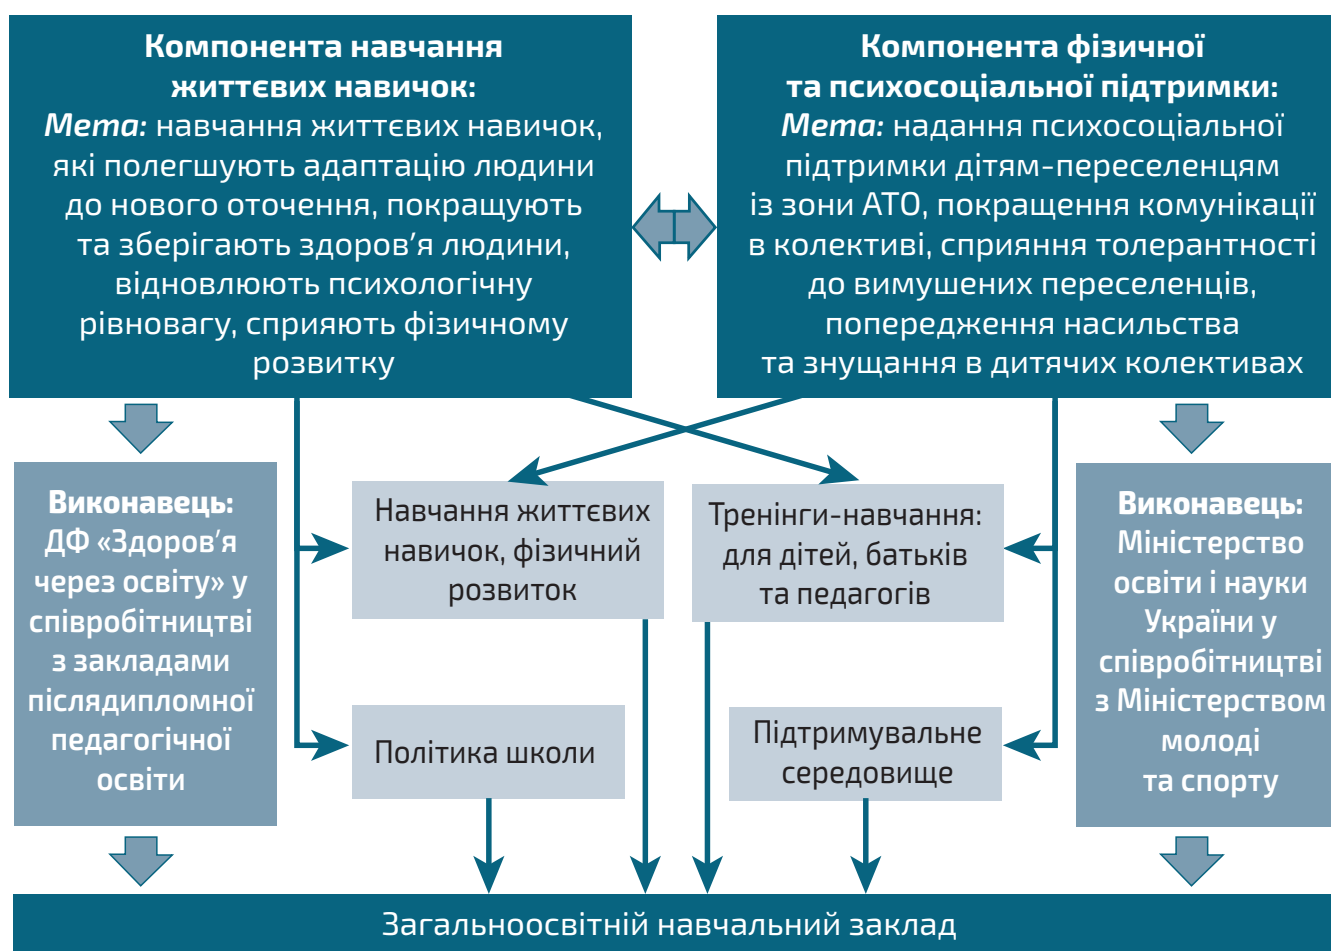 Компонента навчання
життєвих навичок:
Мета: навчання життєвих навичок,
які полегшують адаптацію людини
до нового оточення, покращують
та зберігають здоров’я людини,
відновлюють психологічну
рівновагу, сприяють фізичному
розвитку
Компонента фізичної
та психосоціальної підтримки:
Мета: надання психосоціальної
підтримки дітям-переселенцям
із зони АТО, покращення комунікації
в колективі, сприяння толерантності
до вимушених переселенців,
попередження насильства
та знущання в дитячих колективах
Виконавець:
ДФ «Здоров’я
через освіту» у
співробітництві
з закладами
післядипломної
педагогічної
освіти
Навчання життєвих
навичок, фізичний
розвиток
Тренінги-навчання:
для дітей, батьків
та педагогів
Виконавець:
Міністерство
освіти і науки
України у
співробітництві
з Міністерством
молоді
та спорту
Політика школи
Підтримувальне
середовище
Загальноосвітній навчальний заклад